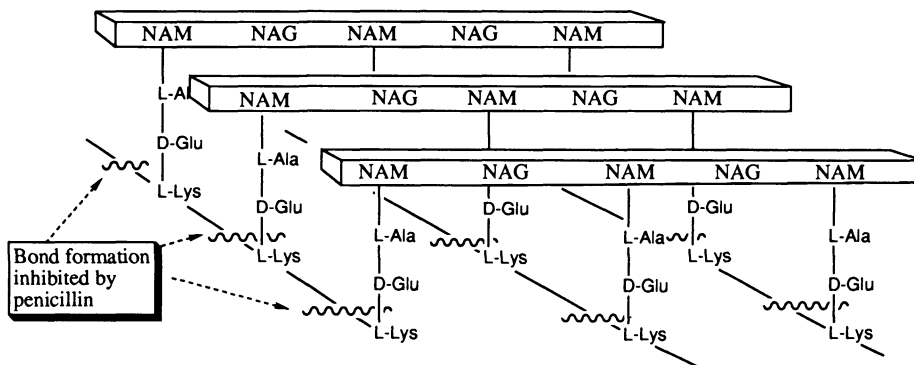 NAM NAG NAM NAG NAM
L-Al
NAM NAG NAM NAG NAM
D-Glu
L-Ala
NAM NAG NAM NAG NAM
L-Lys
D-Glu
D-Glu
D-Glu
L-Ala
L-Ala
L-Ala
L-Lys
L-Lys
L-Lys
Bond formation
inhibited by
penicillin
D-Glu
D-Glu
D-Glu
L-Lys
L-Lys
L-Lys